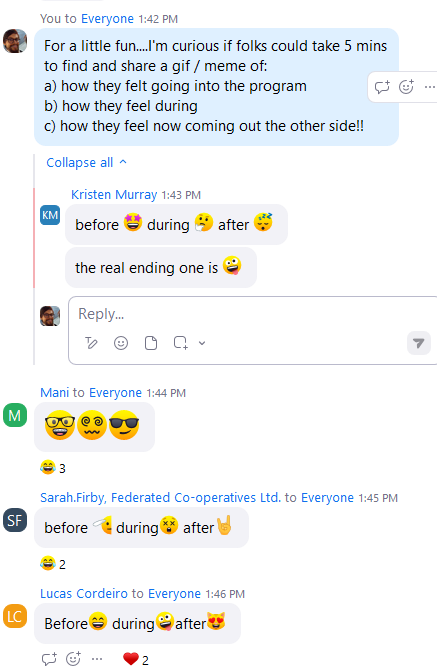 You to Everyone 1:42 PM
For a little fun....I'm curious if folks could take 5 mins
to find and share a gif / meme of:
a) how they felt going into the program
b) how they feel during
c) how they feel now coming out the other side!!
Collapse all
Kristen Murray 1:43 PM
KM
before 🤩 during 🤔 after 😴
the real ending one is 🤪
Reply...
Mani to Everyone 1:44 PM
M
🤓😵‍💫😎
😂 3
Sarah.Firby, Federated Co-operatives Ltd. to Everyone 1:45 PM
SF
before 🫡 during😵 after🤘
😂 2
Lucas Cordeiro to Everyone 1:46 PM
LC
Before😄 during🤪after😻
❤️ 2